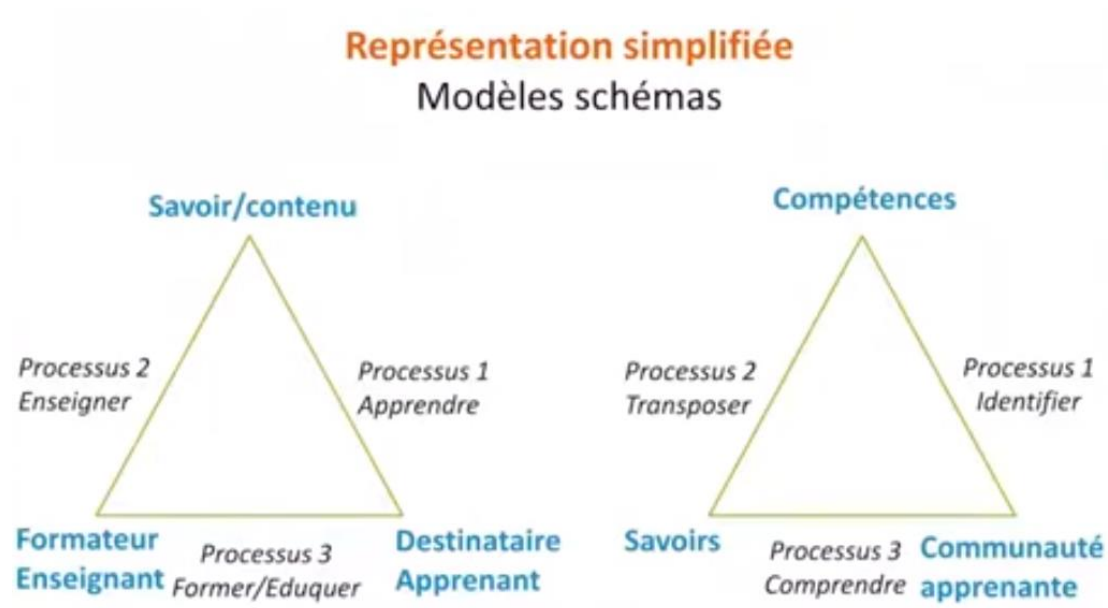 Représentation simplifiée
Modèles schémas
Savoir/contenu
Processus 2
Enseigner
Processus 1
Apprendre
Formateur
Enseignant
Processus 3
Former/Eduquer
Destinataire
Apprenant
Compétences
Processus 2
Transposer
Processus 1
Identifier
Savoirs
Processus 3
Comprendre
Communauté
apprenante